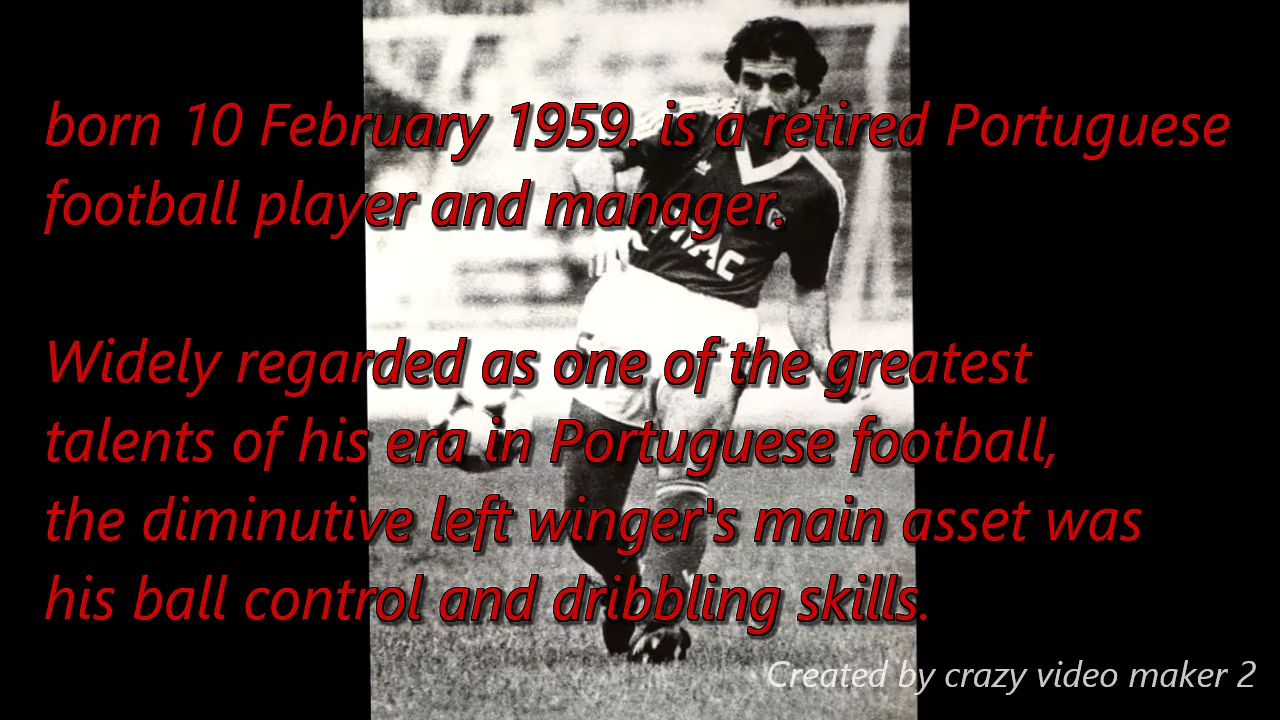 born 10 February 1959. is a retired Portuguese
football player and manager.
Widely regarded as one of the greatest
talents of his era in Portuguese football,
the diminutive left winger's main asset was
his ball control and dribbling skills.
Created by crazy video maker 2